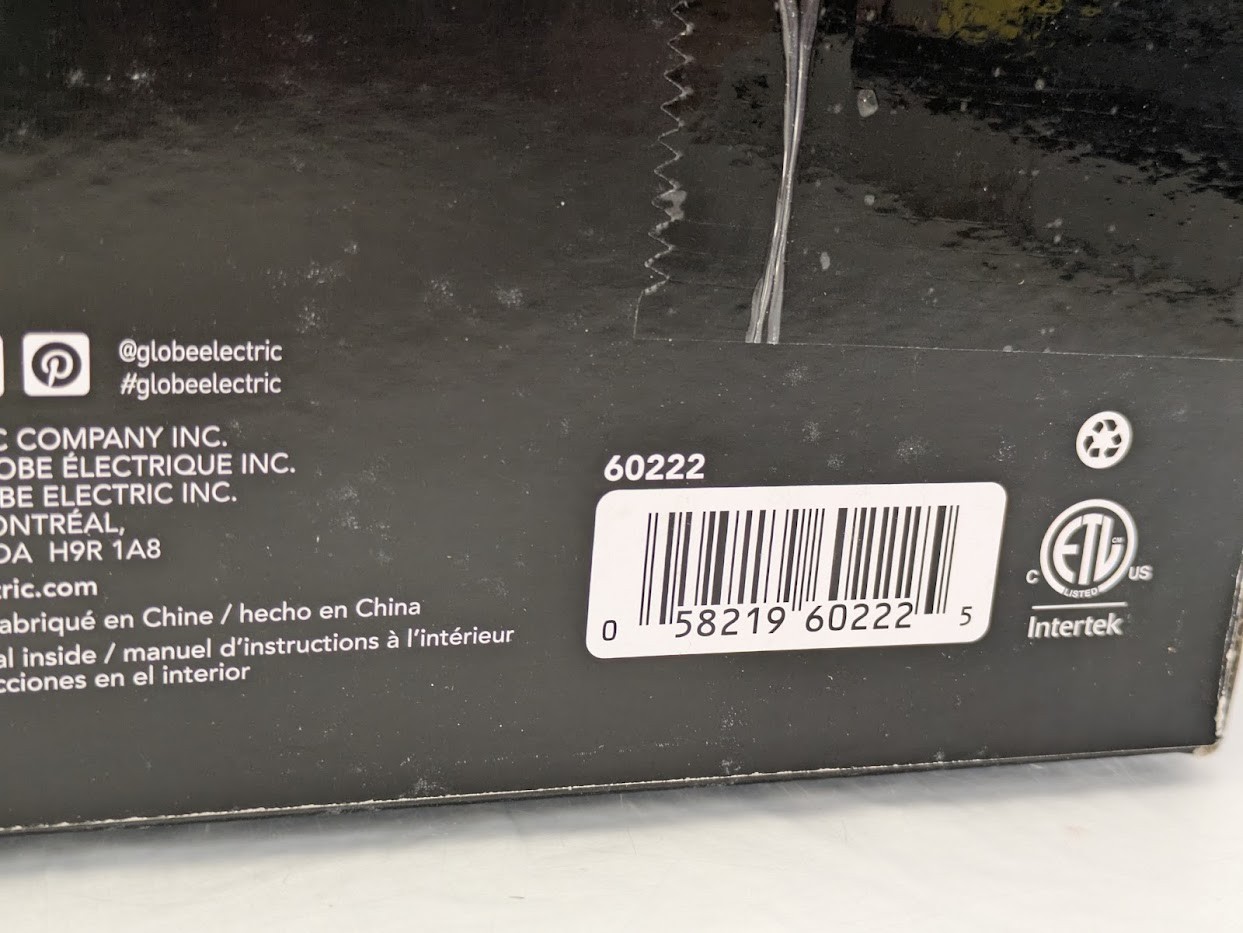 @globeelectric
#globeelectric
C COMPANY INC.
OBE ÉLECTRIQUE INC.
BE ELECTRIC INC.
ONTRÉAL,
DA H9R 1A8
tric.com
abriqué en Chine / hecho en China
al inside / manuel d'instructions à l'intérieur
cciones en el interior
60222
0 58219 60222 5
ETL
CM
C LISTED US
Intertek